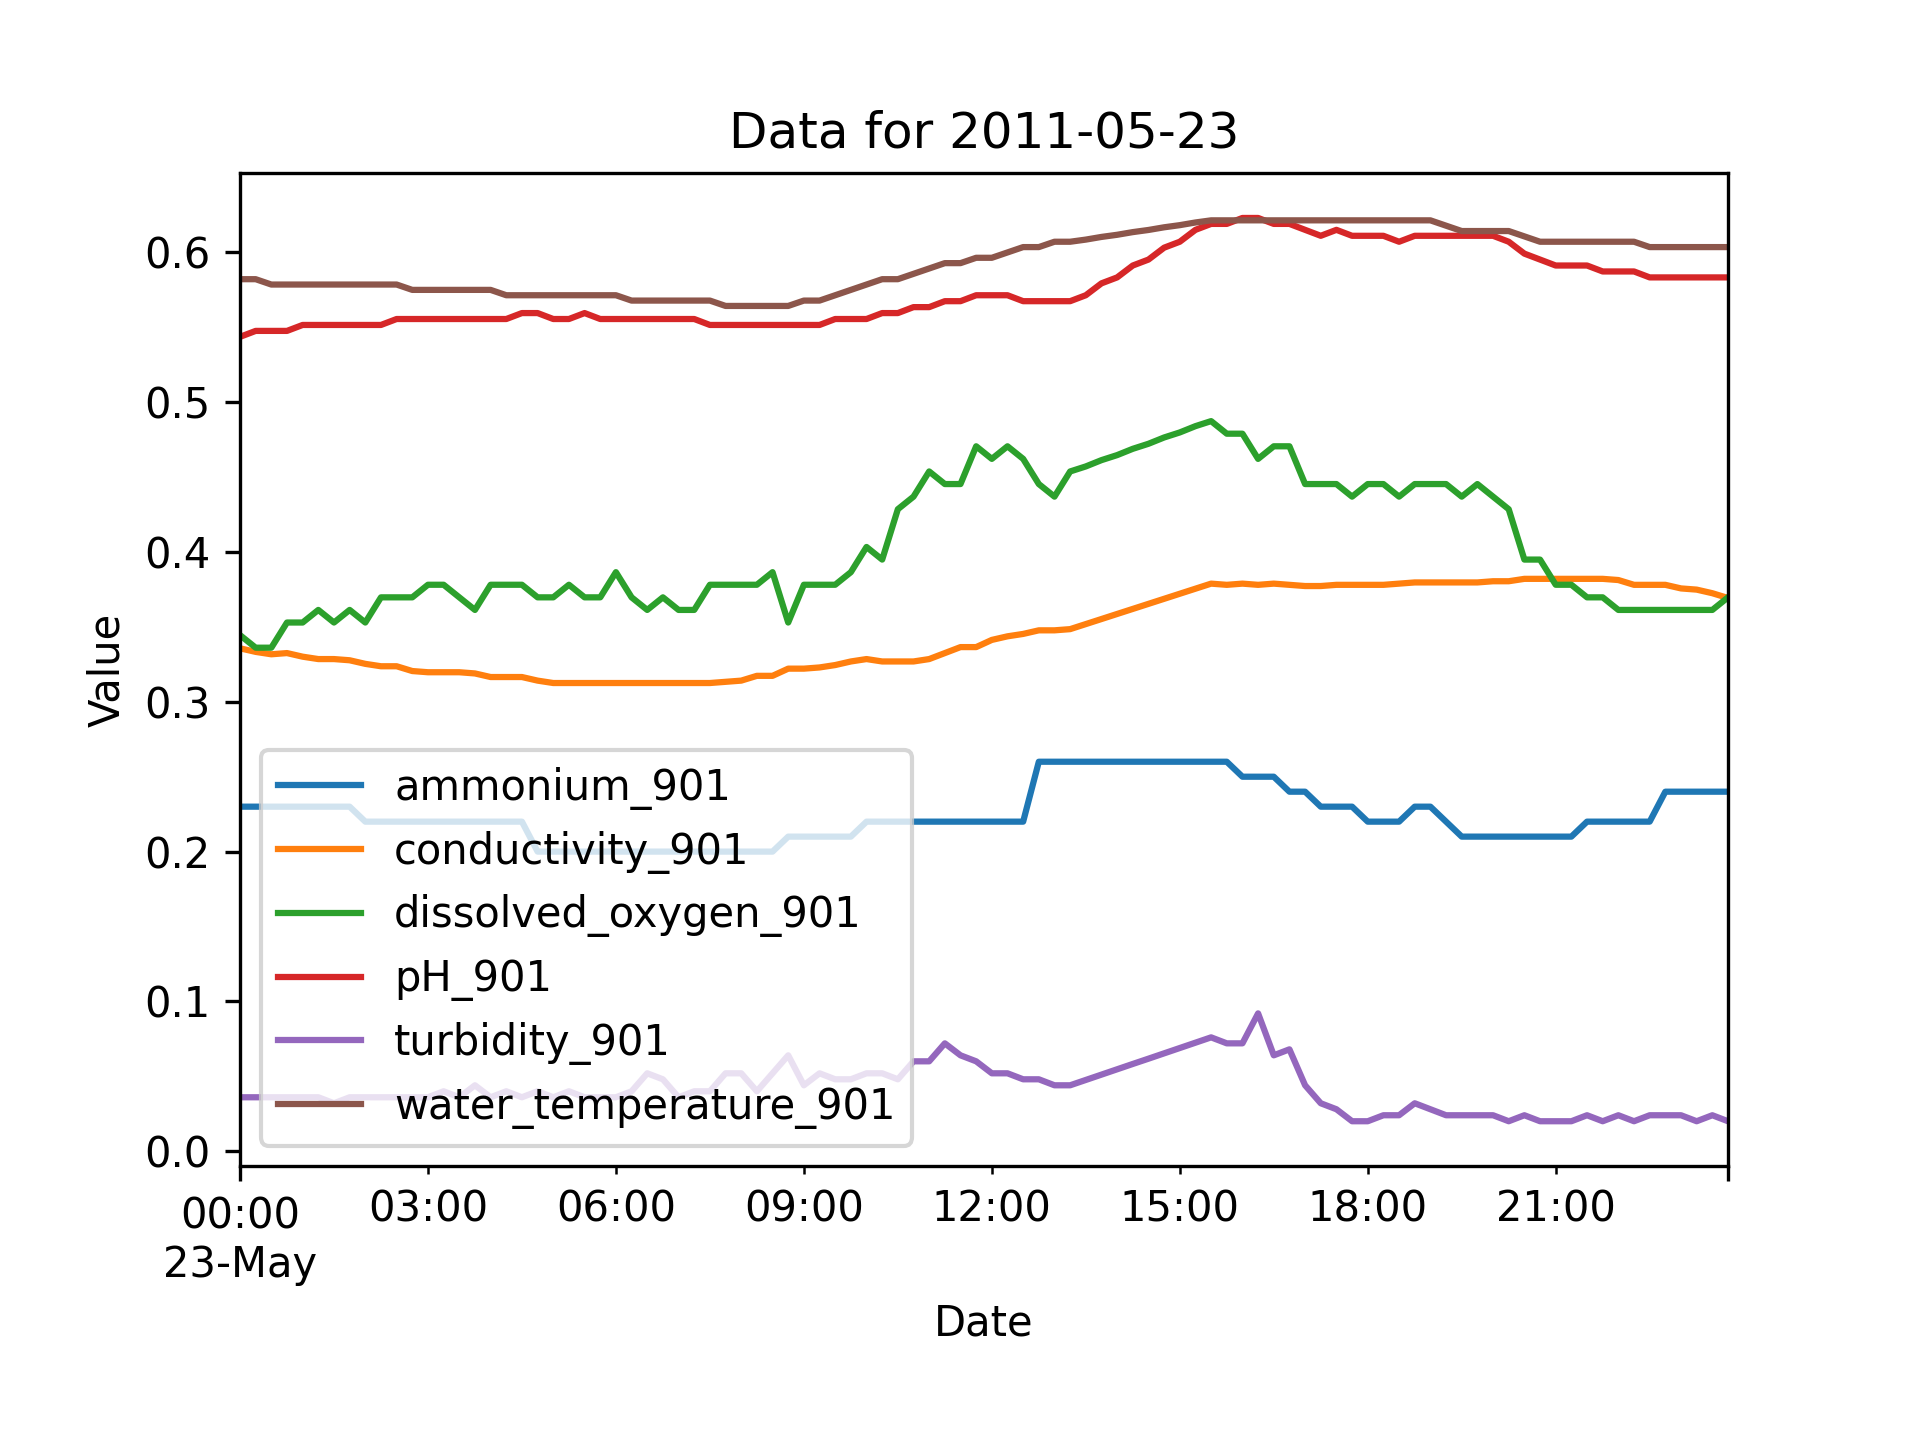 Data for 2011-05-23
Value
0.6
0.5
0.4
0.3
0.2
0.1
0.0
ammonium_901
conductivity_901
dissolved_oxygen_901
pH_901
turbidity_901
water_temperature_901
00:00 03:00 06:00 09:00 12:00 15:00 18:00 21:00
23-May
Date